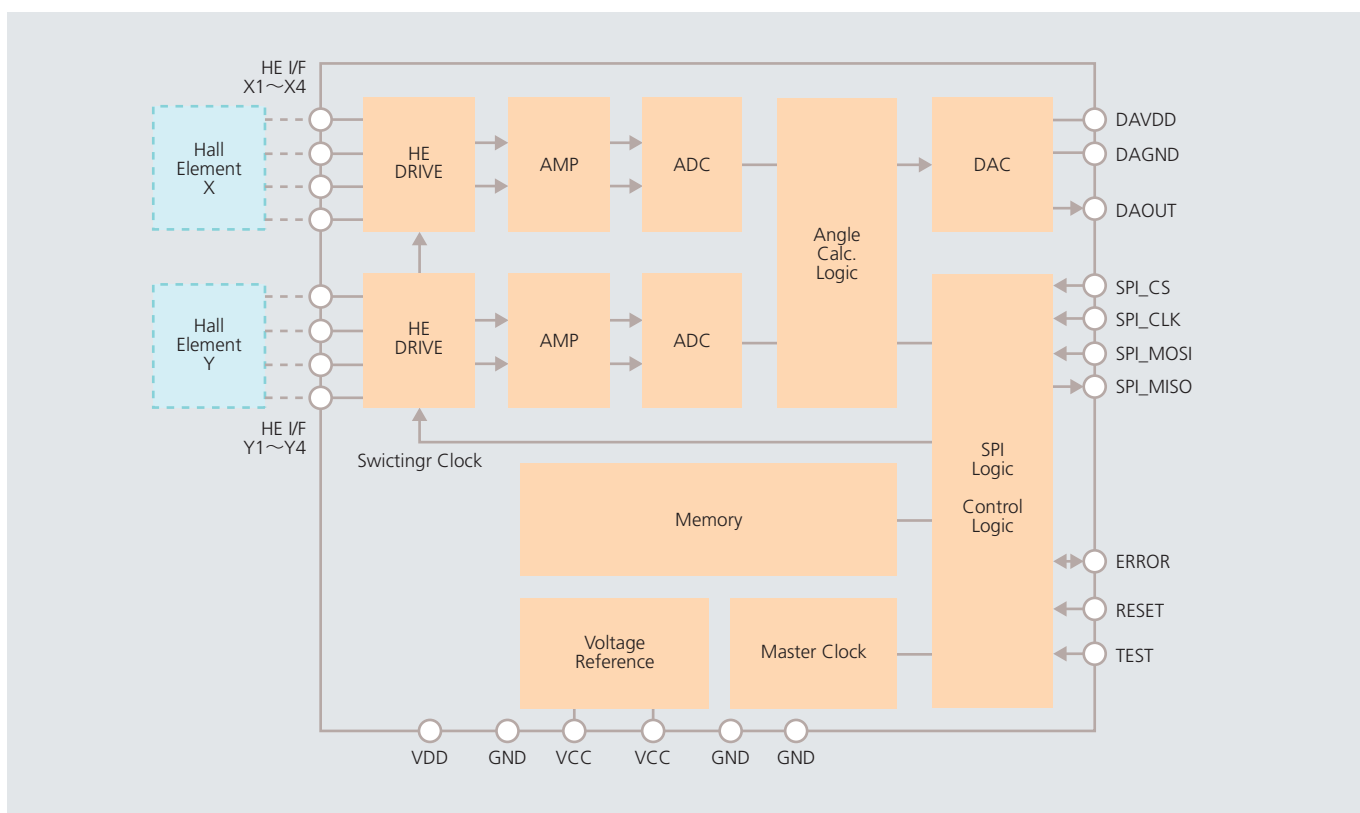 HE I/F
X1～X4
Hall
Element
X
HE
DRIVE
AMP
ADC
Angle
Calc.
Logic
DAC
DAVDD
DAGND
DAOUT
Hall
Element
Y
HE
DRIVE
AMP
ADC
SPI_CS
SPI_CLK
SPI_MOSI
SPI_MISO
HE I/F
Y1～Y4
Swictingr Clock
SPI
Logic
Control
Logic
Memory
ERROR
RESET
TEST
Voltage
Reference
Master Clock
VDD
GND
VCC
VCC
GND
GND